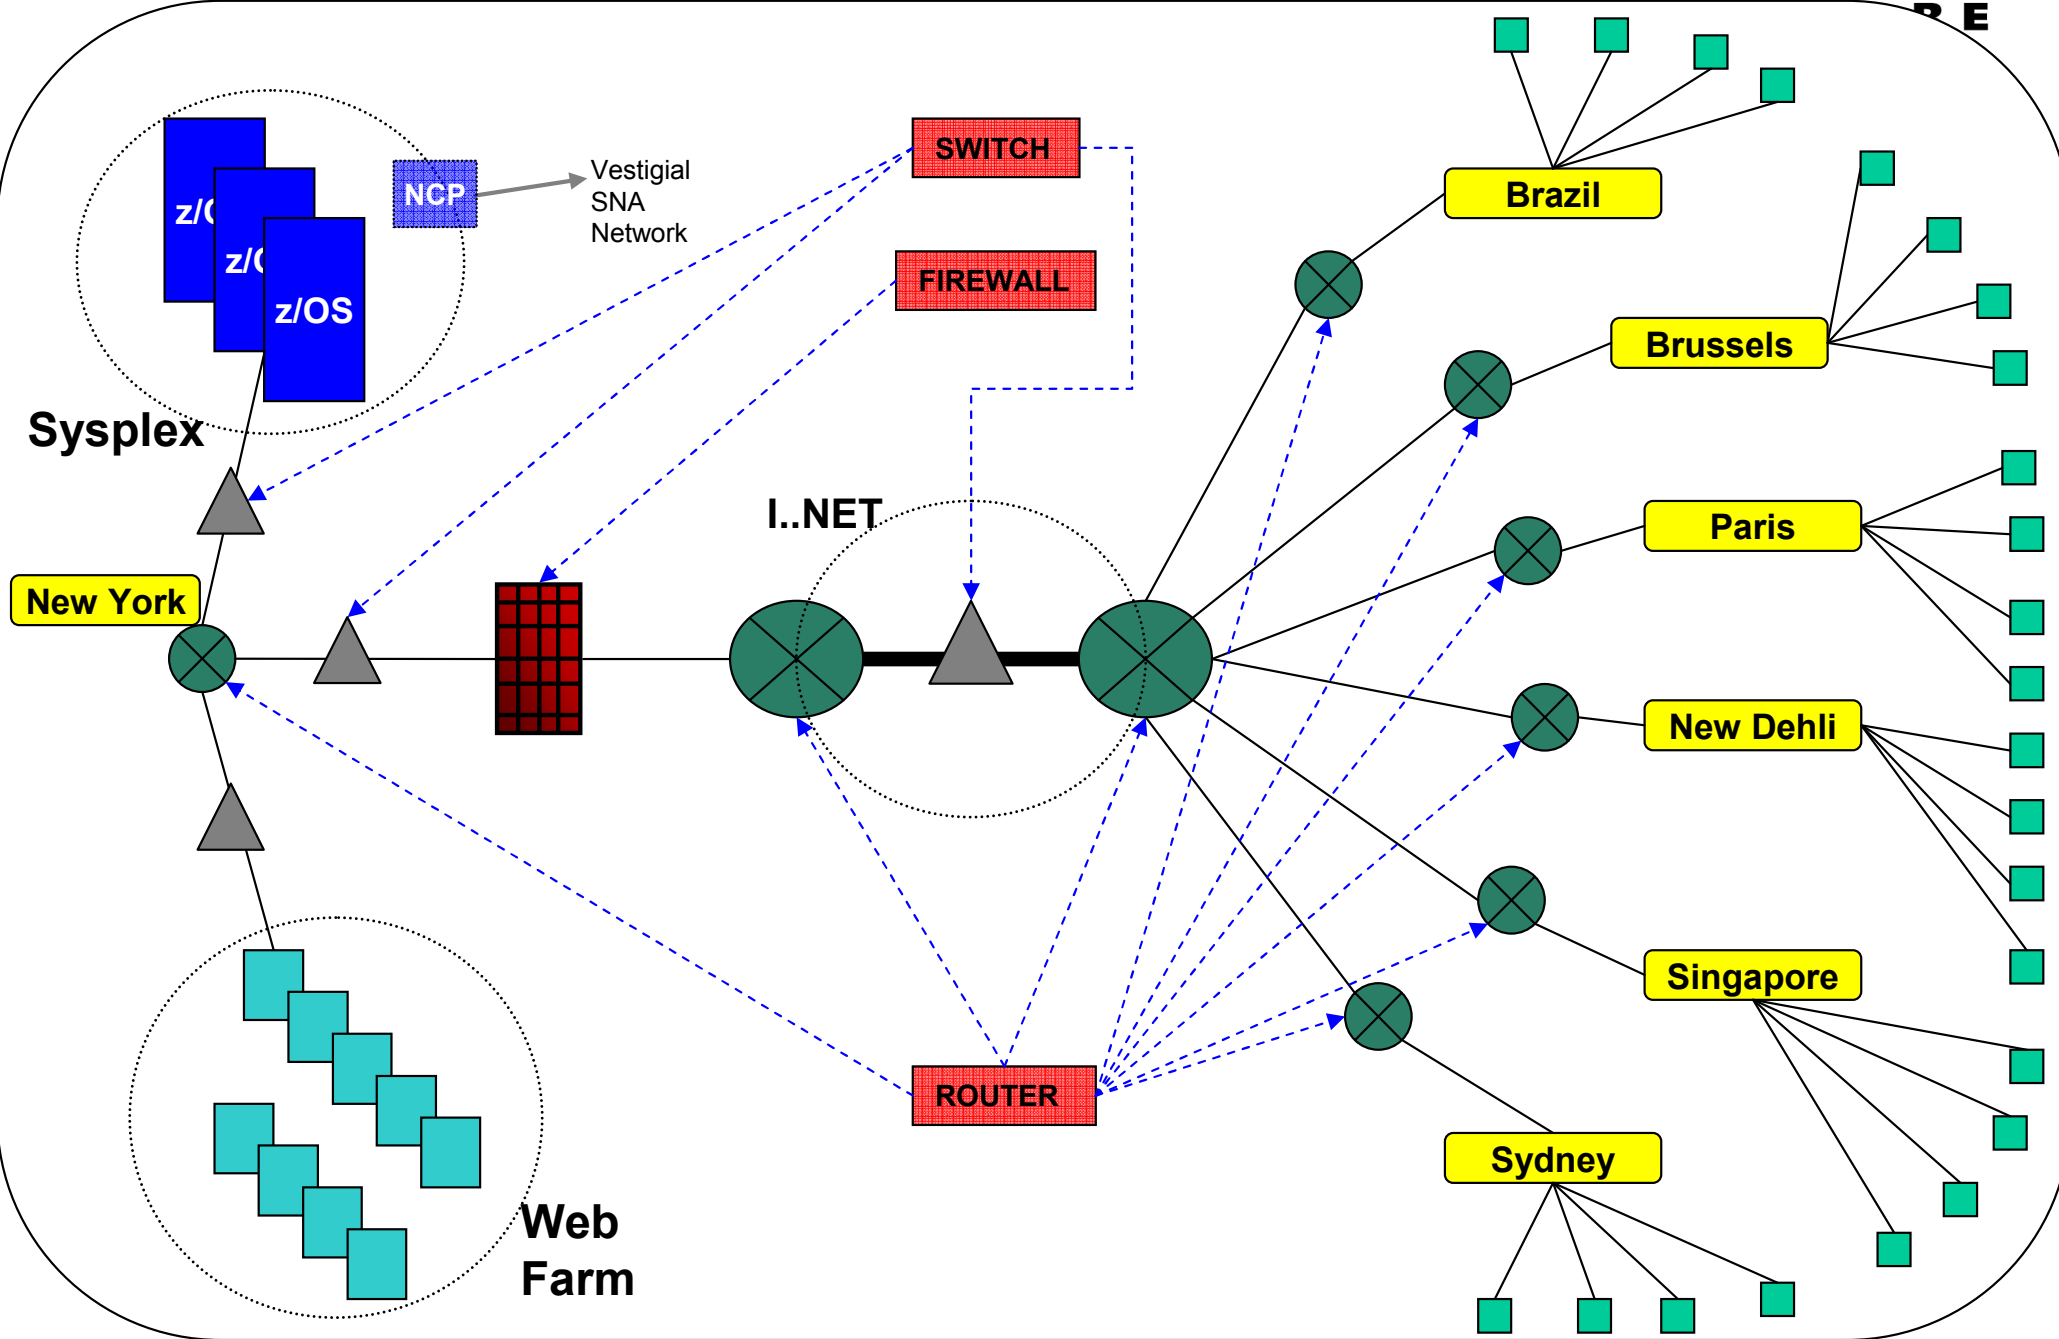 E
SWITCH
Brazil
Vestigial
SNA
Network
NCP
z/O
z/O
z/OS
FIREWALL
Brussels
Sysplex
I..NET
Paris
New York
New Dehli
Singapore
ROUTER
Sydney
Web
Farm